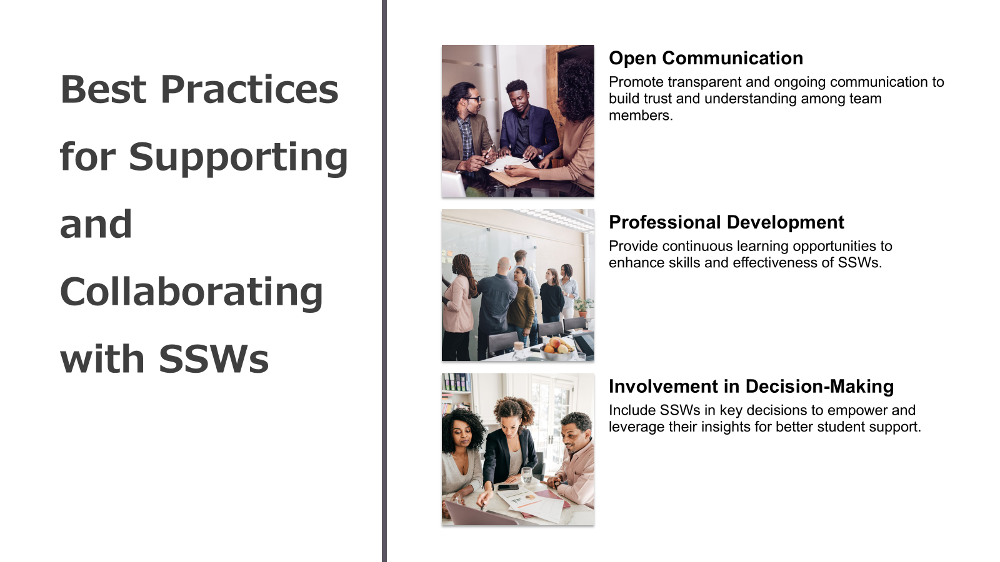 Best Practices
for Supporting
and
Collaborating
with SSWs
Open Communication
Promote transparent and ongoing communication to
build trust and understanding among team
members.
Professional Development
Provide continuous learning opportunities to
enhance skills and effectiveness of SSWs.
Involvement in Decision-Making
Include SSWs in key decisions to empower and
leverage their insights for better student support.